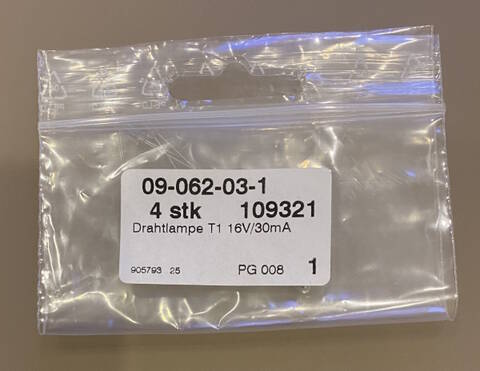 09-062-03-1
4 stk 109321
Drahtlampe T1 16V/30mA
905793 25 PG 008 1